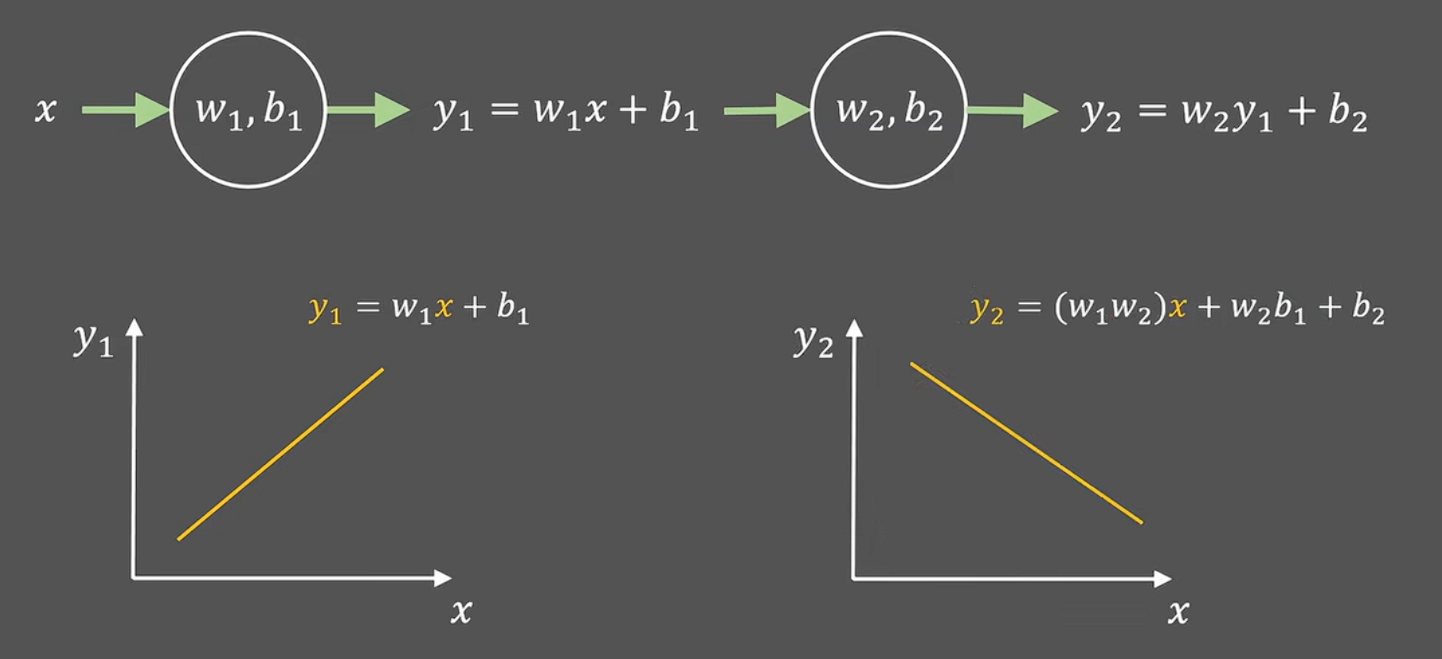 x → w₁, b₁ → y₁ = w₁x + b₁ → w₂, b₂ → y₂ = w₂y₁ + b₂
y₁ = w₁x + b₁
y₁
x
y₂ = (w₁w₂)x + w₂b₁ + b₂
y₂
x